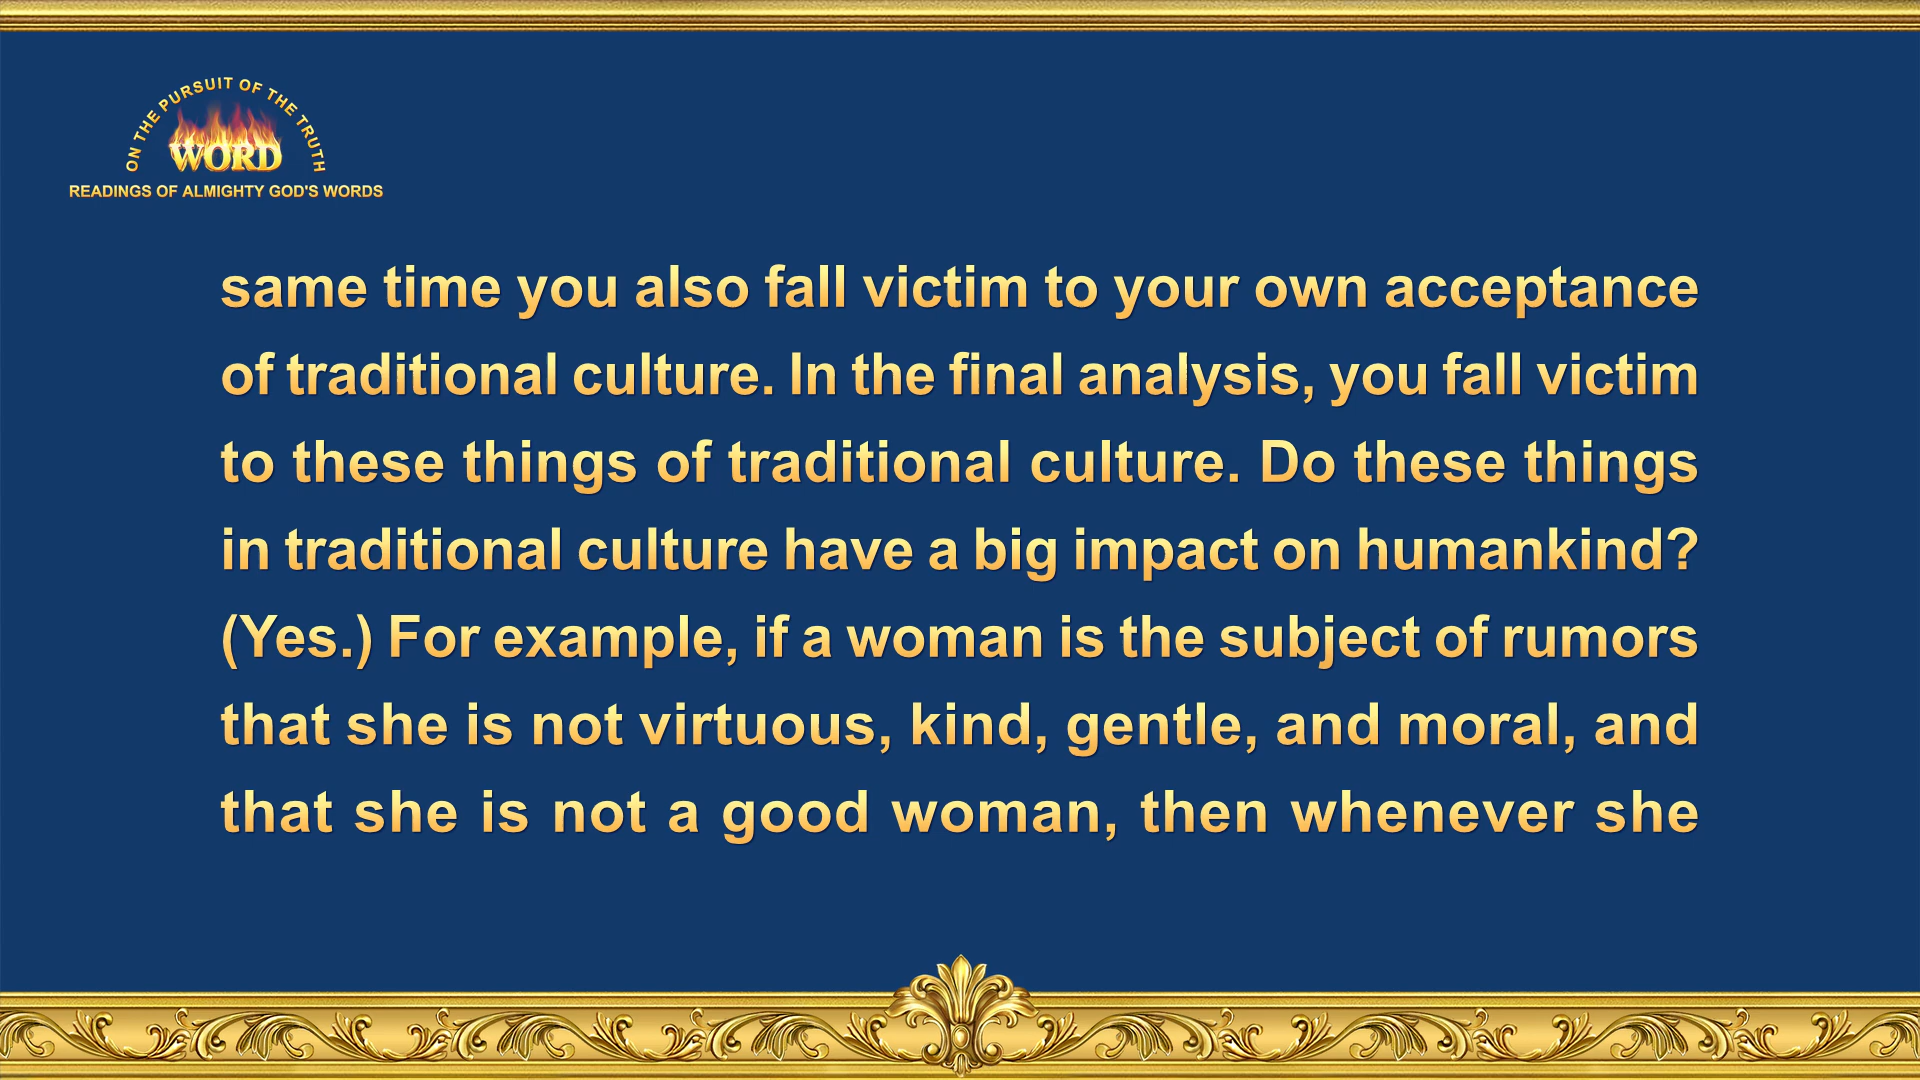 ON THE PURSUIT OF THE TRUTH
WORD
READINGS OF ALMIGHTY GOD'S WORDS
same time you also fall victim to your own acceptance
of traditional culture. In the final analysis, you fall victim
to these things of traditional culture. Do these things
in traditional culture have a big impact on humankind?
(Yes.) For example, if a woman is the subject of rumors
that she is not virtuous, kind, gentle, and moral, and
that she is not a good woman, then whenever she